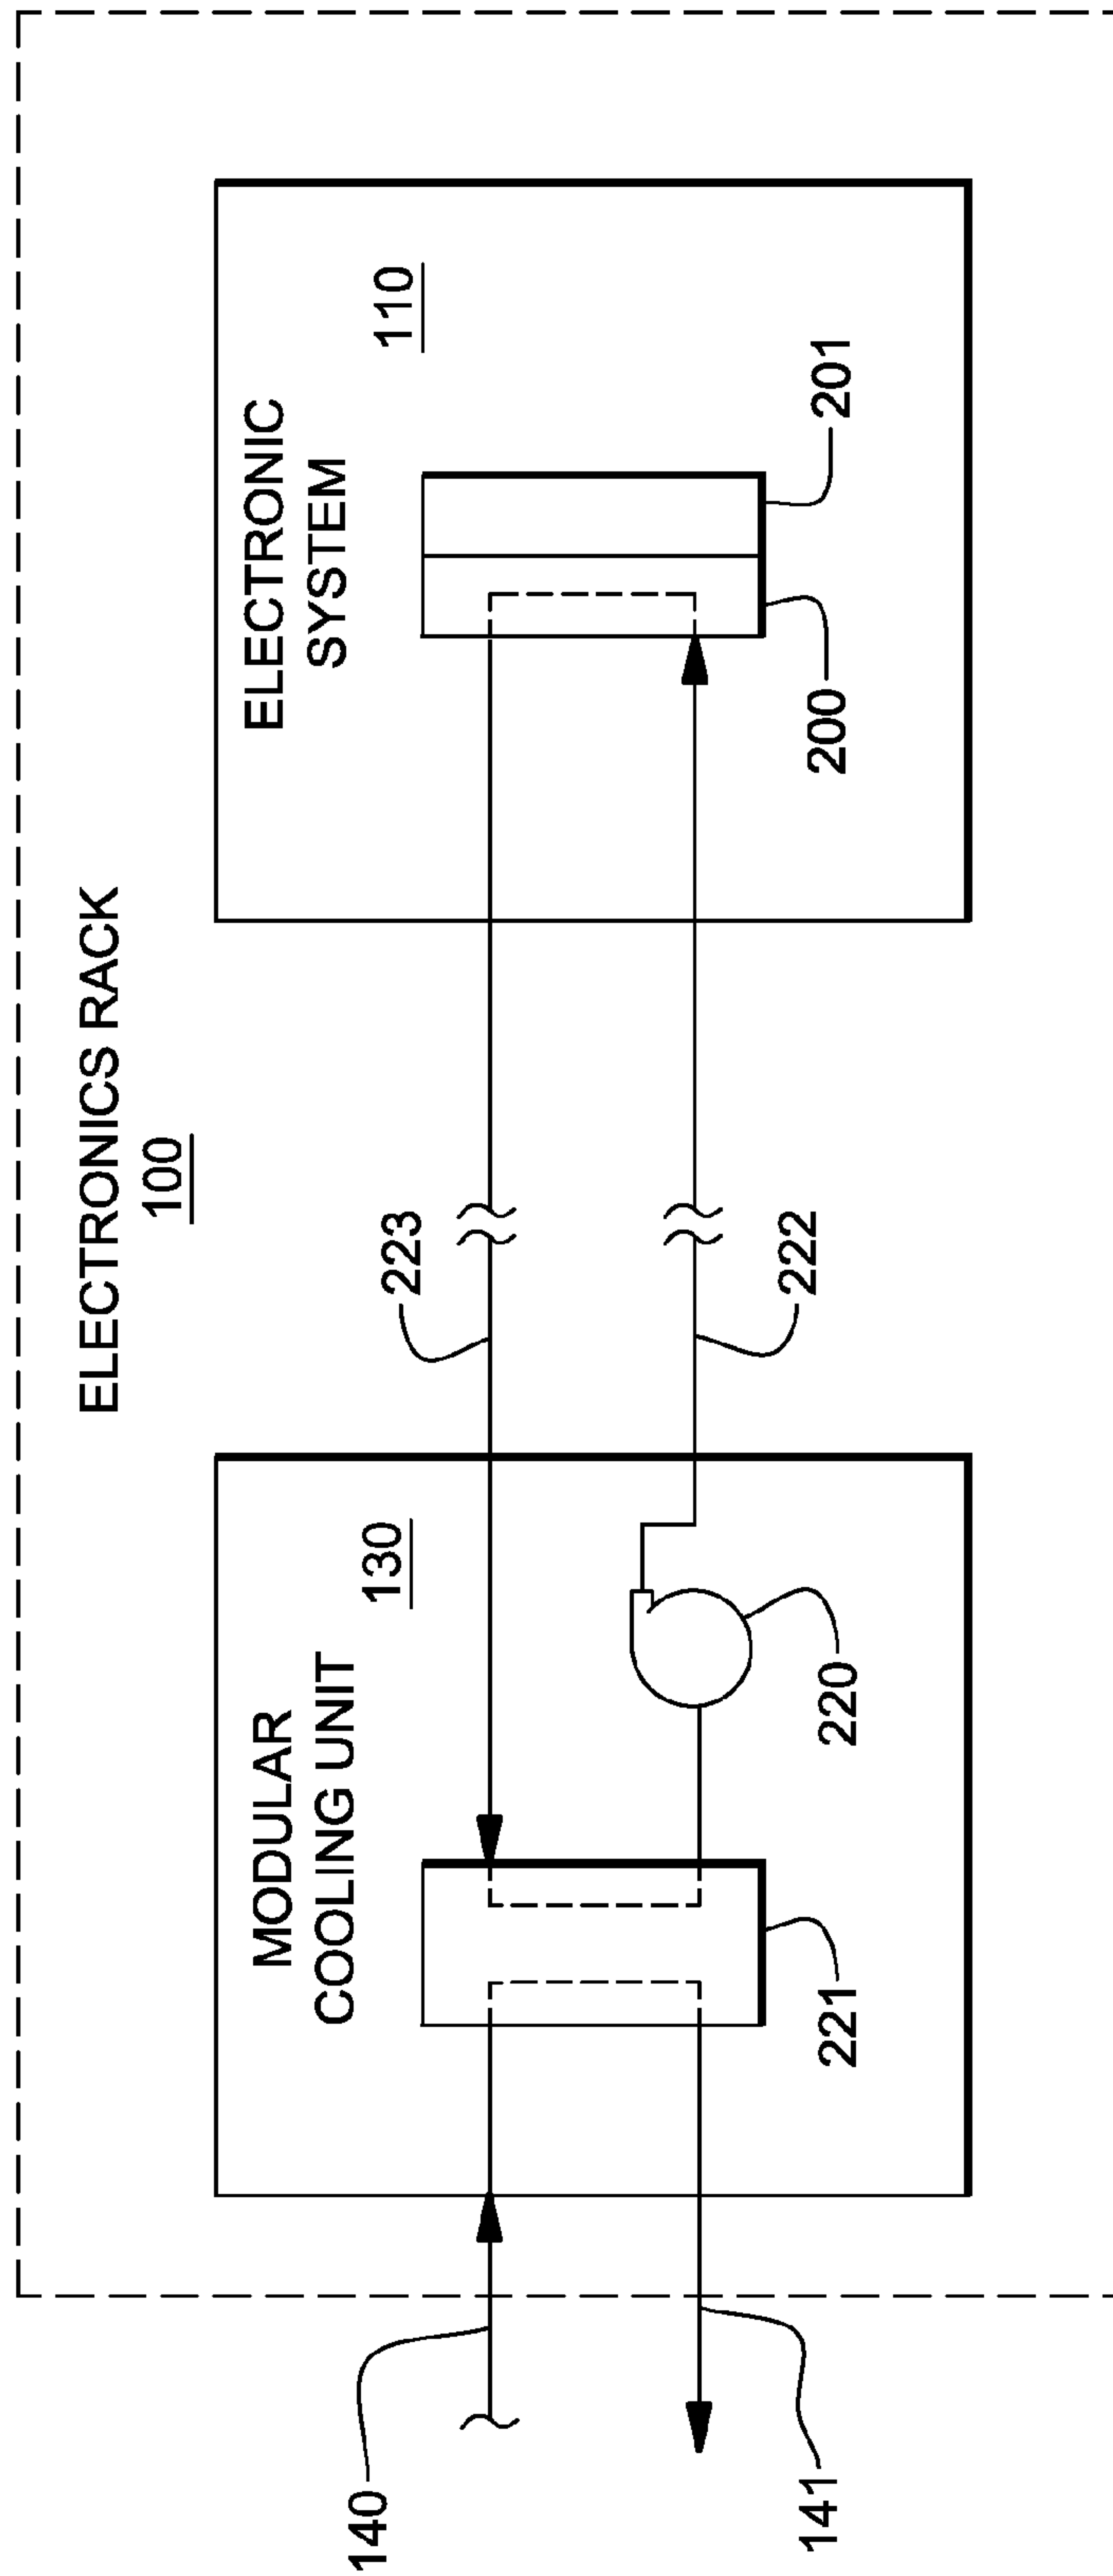 ELECTRONICS RACK
100
MODULAR
COOLING UNIT
130
ELECTRONIC
SYSTEM
110
223
222
140
141
221
220
200
201